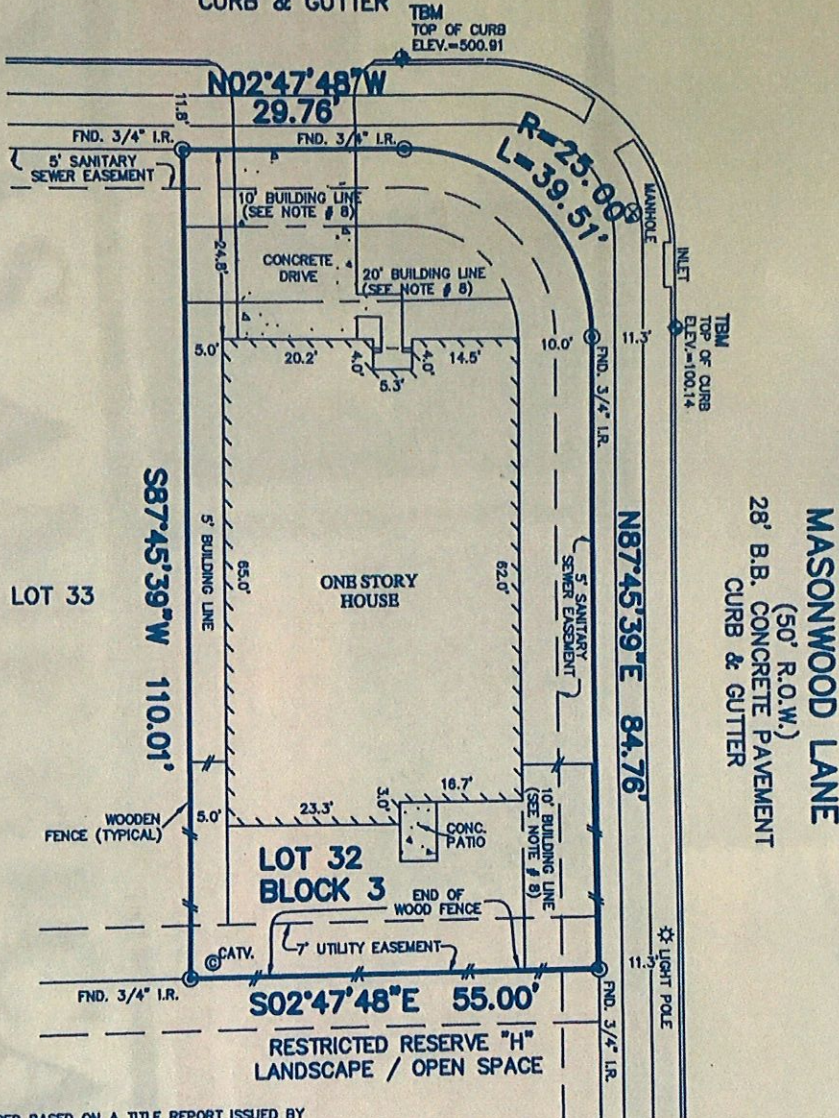 CURB & GUTTER
TBM
TOP OF CURB
ELEV.=500.91
N02°47'48"W
29.76'
11.8'
FND. 3/4" I.R.
FND. 3/4" I.R.
R=25.00'
L=39.51'
5' SANITARY
SEWER EASEMENT
MANHOLE
INLET
10' BUILDING LINE
(SEE NOTE # 8)
24.8'
CONCRETE
DRIVE
20' BUILDING LINE
(SEE NOTE # 8)
TBM
TOP OF CURB
ELEV.=100.14
5.0'
20.2'
4.0'
5.3'
4.0'
14.5'
10.0'
11.3'
FND. 3/4" I.R.
S87°45'39"W 110.01'
5' BUILDING LINE
65.0'
ONE STORY
HOUSE
62.0'
5' SANITARY
SEWER EASEMENT
N87°45'39"E 84.76'
MASONWOOD LANE
(50' R.O.W.)
28' B.B. CONCRETE PAVEMENT
CURB & GUTTER
LOT 33
WOODEN
FENCE (TYPICAL)
5.0'
23.3'
3.0'
16.7'
CONC.
PATIO
10' BUILDING LINE
(SEE NOTE # 8)
LOT 32
BLOCK 3
END OF
WOOD FENCE
7' UTILITY EASEMENT
C
CATV.
11.3'
LIGHT POLE
FND. 3/4" I.R.
S02°47'48"E 55.00'
FND. 3/4" I.R.
RESTRICTED RESERVE "H"
LANDSCAPE / OPEN SPACE
BASED ON A TITLE REPORT ISSUED BY